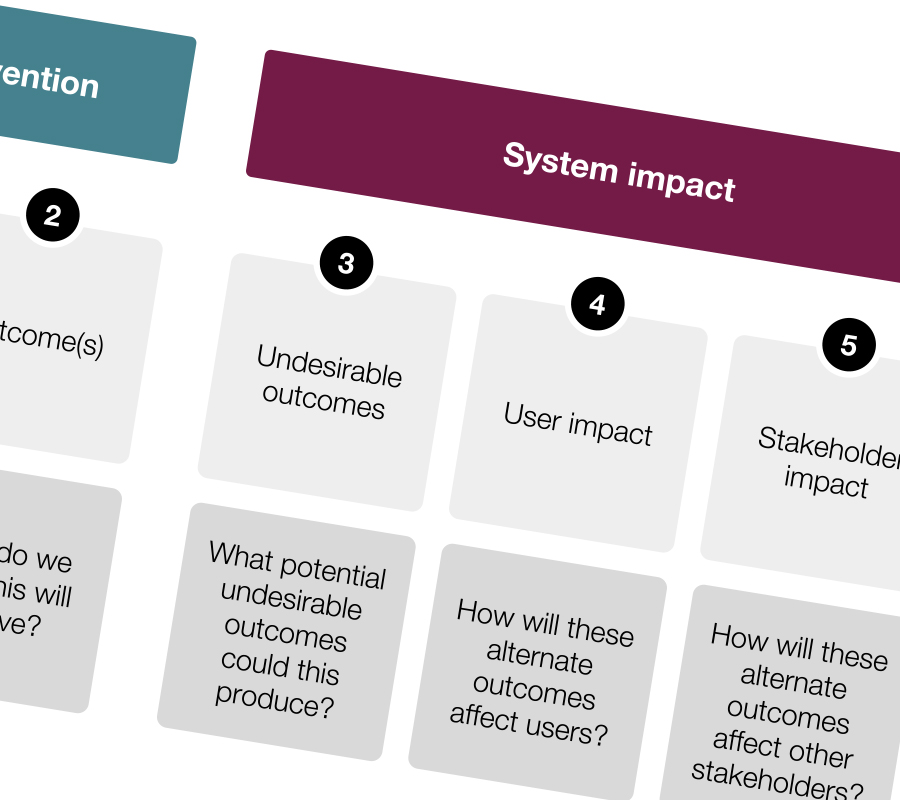 vention
System impact
2
tcome(s)
do we
his will
ve?
3
Undesirable
outcomes
What potential
undesirable
outcomes
could this
produce?
4
User impact
How will these
alternate
outcomes
affect users?
5
Stakeholder
impact
How will these
alternate
outcomes
affect other
stakeholders?